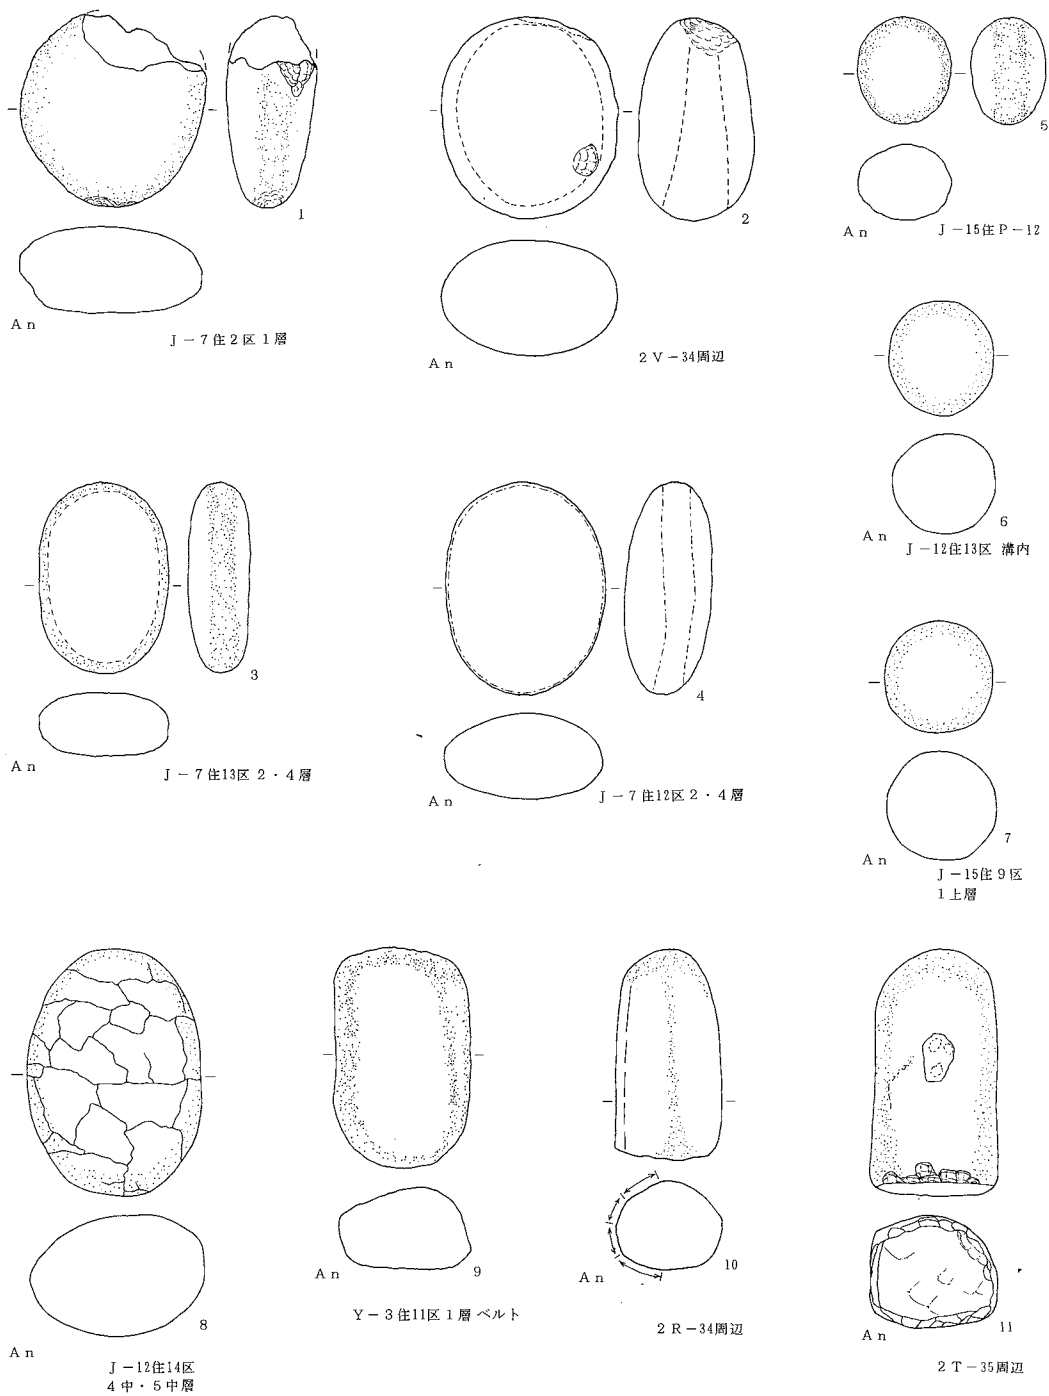 1
An
J－7住2区1層
2
An
2V－34周辺
5
An
J－15住P－12
6
An
J－12住13区 溝内
3
An
J－7住13区2・4層
4
An
J－7住12区2・4層
7
An
J－15住9区
1上層
8
An
J－12住14区
4中・5中層
9
An
Y－3住11区1層ベルト
10
An
2R－34周辺
11
An
2T－35周辺